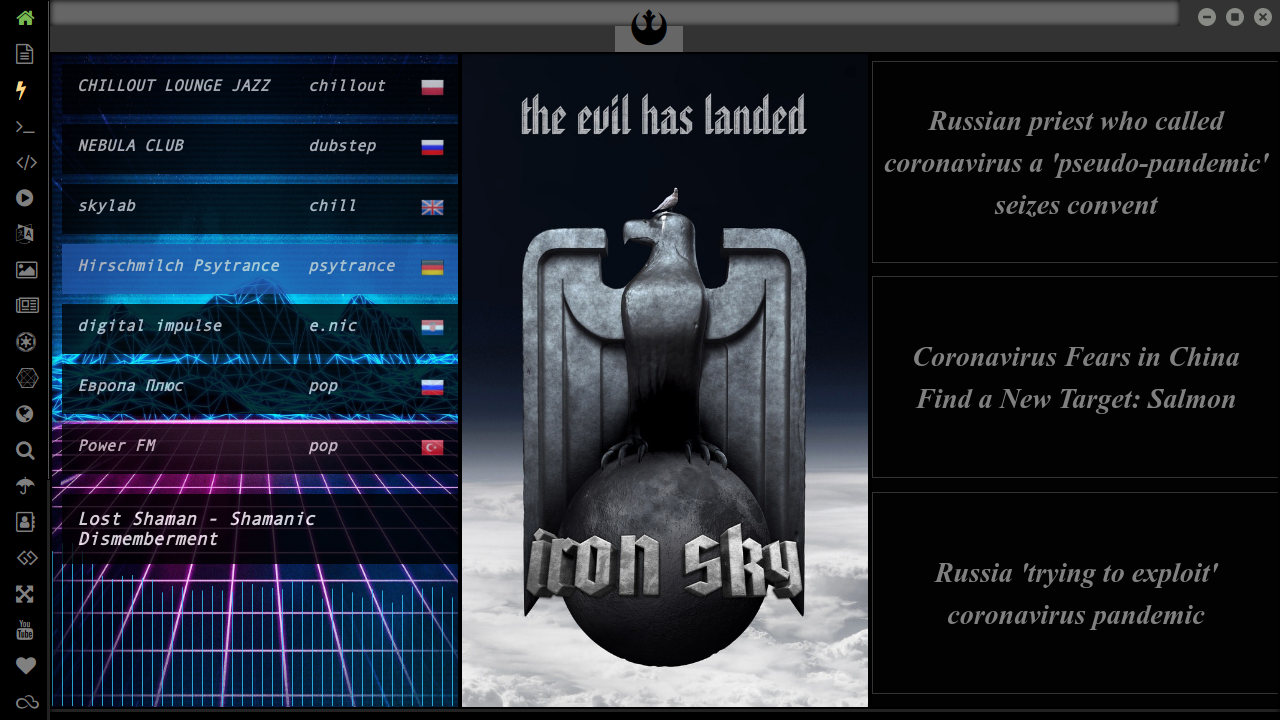 CHILLOUT LOUNGE JAZZ chillout
NEBULA CLUB dubstep
skylab chill
Hirschmilch Psytrance psytrance
digital impulse e.nic
Европа Плюс pop
Power FM pop
Lost Shaman - Shamanic
Dismemberment
the evil has landed
iron sky
Russian priest who called
coronavirus a 'pseudo-pandemic'
seizes convent
Coronavirus Fears in China
Find a New Target: Salmon
Russia 'trying to exploit'
coronavirus pandemic
You
Tube